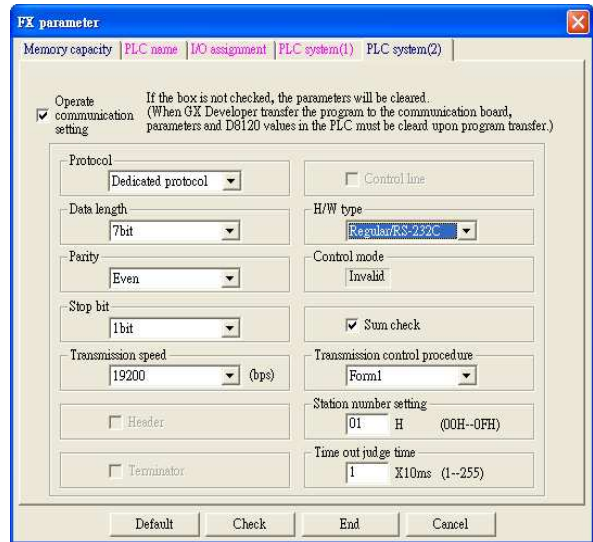 FX parameter
Memory capacity PLC name I/O assignment PLC system(1) PLC system(2)
Operate communication setting
If the box is not checked, the parameters will be cleared.
(When GX Developer transfer the program to the communication board,
parameters and D8120 values in the PLC must be cleard upon program transfer.)
Protocol
Dedicated protocol
Control line
Data length
7bit
H/W type
Regular/RS-232C
Parity
Even
Control mode
Invalid
Stop bit
1bit
Sum check
Transmission speed
19200 (bps)
Transmission control procedure
Form1
Header
Station number setting
01 H (00H--0FH)
Terminator
Time out judge time
1 X10ms (1--255)
Default Check End Cancel